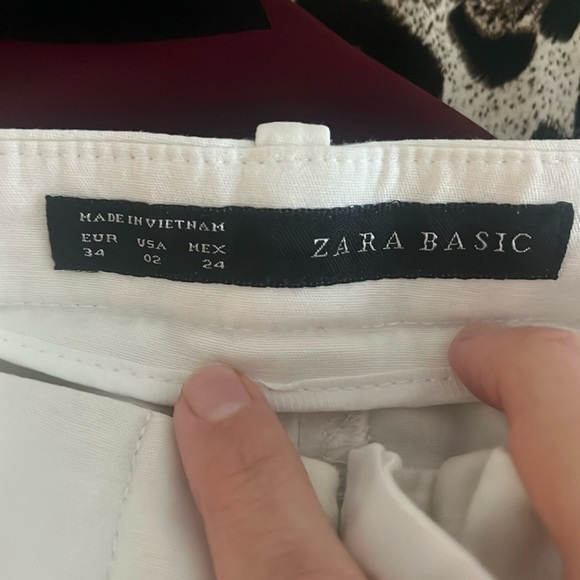 MADE IN VIETNAM
EUR USA MEX
34 02 24
ZARA BASIC